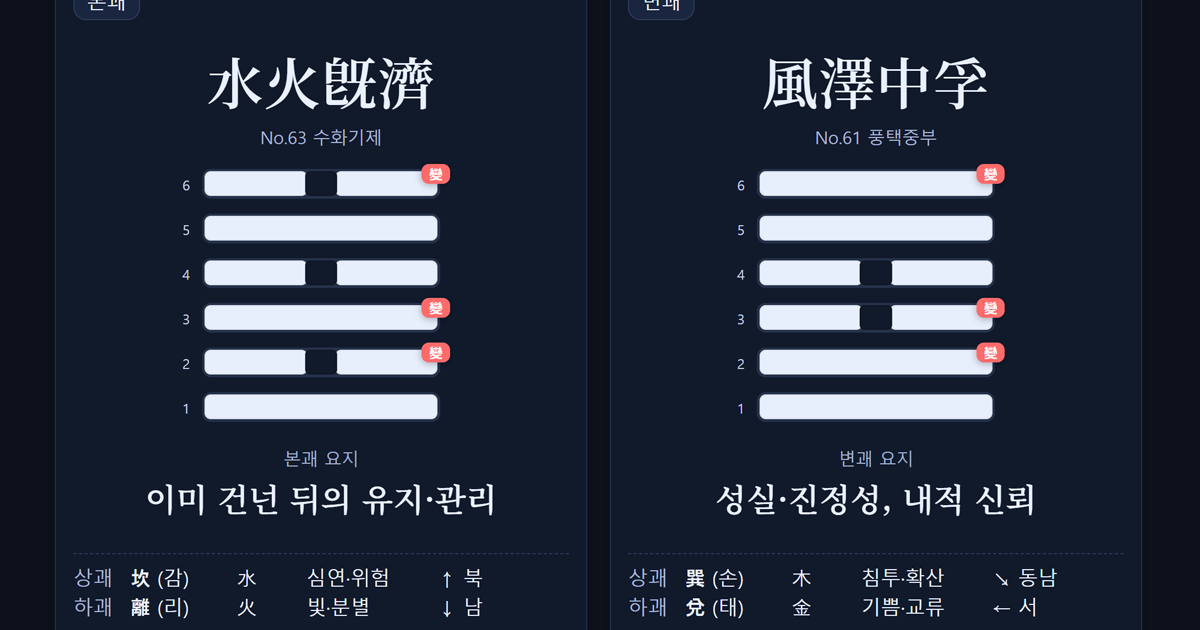 본괘
水火旣濟
No.63 수화기제
6 變
5
4
3 變
2 變
1
본괘 요지
이미 건넌 뒤의 유지·관리
상괘 坎 (감) 水 심연·위험 ↑ 북
하괘 離 (리) 火 빛·분별 ↓ 남
변괘
風澤中孚
No.61 풍택중부
6 變
5
4
3 變
2 變
1
변괘 요지
성실·진정성, 내적 신뢰
상괘 巽 (손) 木 침투·확산 ↘ 동남
하괘 兌 (태) 金 기쁨·교류 ← 서